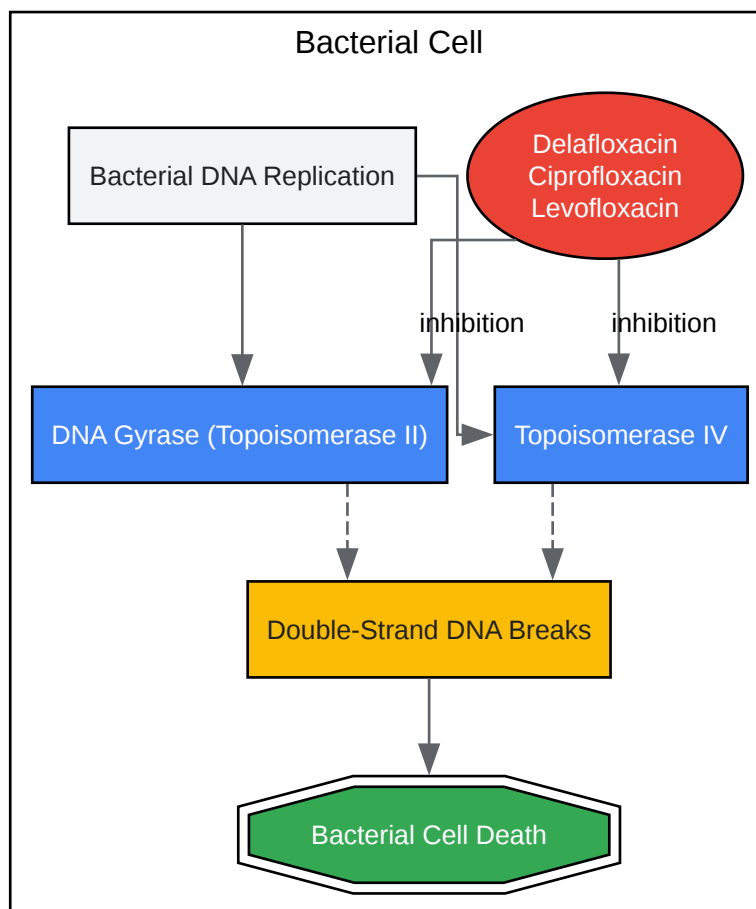 Bacterial Cell
Bacterial DNA Replication
Delafloxacin
Ciprofloxacin
Levofloxacin
inhibition
inhibition
DNA Gyrase (Topoisomerase II)
Topoisomerase IV
Double-Strand DNA Breaks
Bacterial Cell Death